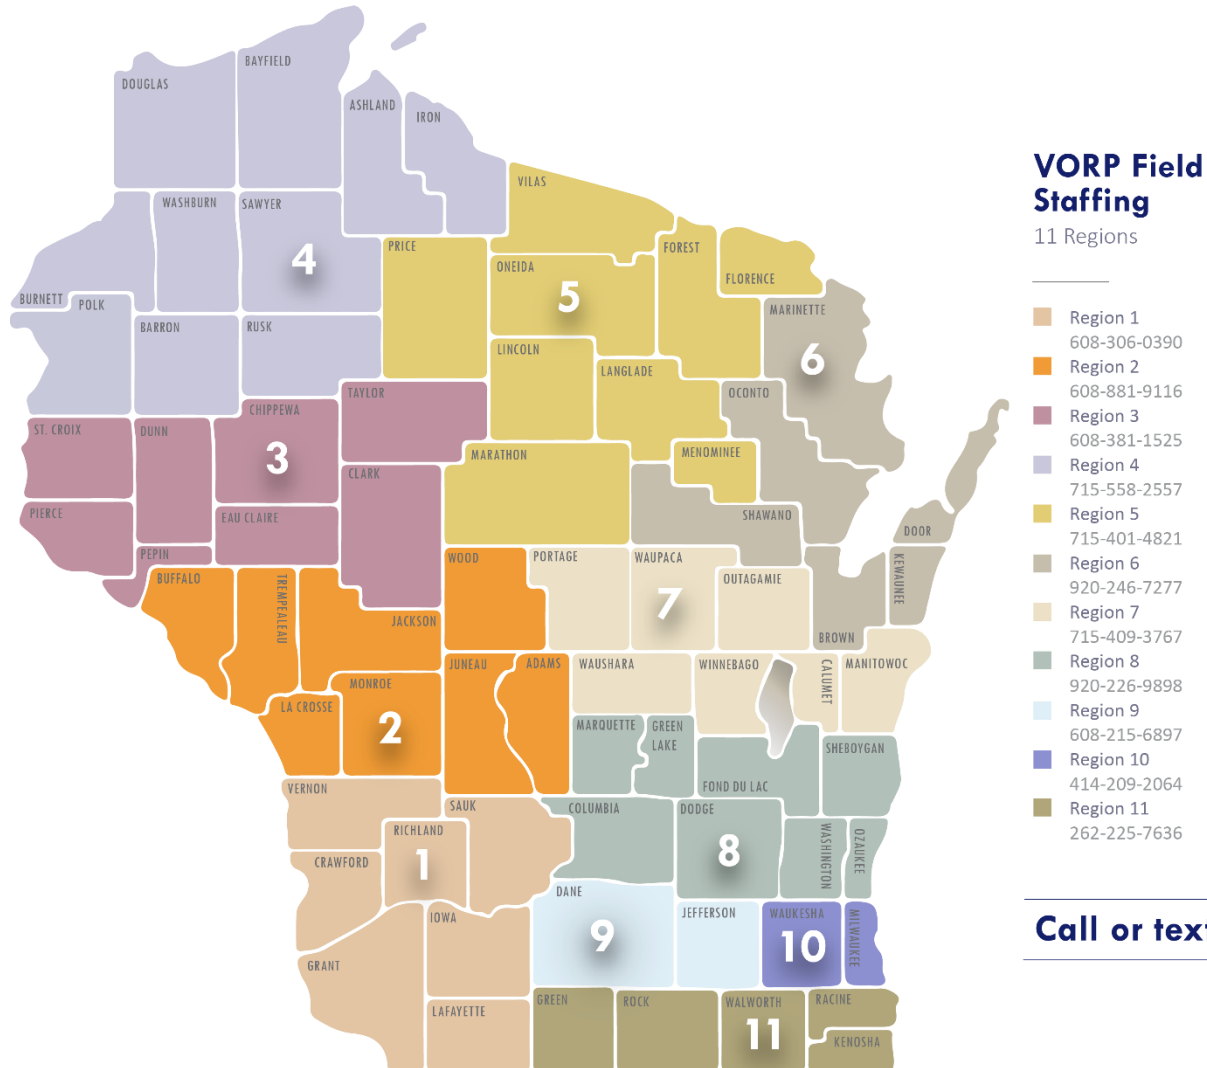 BAYFIELD
DOUGLAS
ASHLAND
IRON
VILAS
WASHBURN
SAWYER
PRICE
FOREST
ONEIDA
FLORENCE
4
5
BURNETT
POLK
MARINETTE
BARRON
RUSK
LINCOLN
6
LANGLADE
TAYLOR
OCONTO
CHIPPEWA
ST. CROIX
DUNN
3
MARATHON
MENOMINEE
CLARK
PIERCE
EAU CLAIRE
SHAWANO
DOOR
PEPIN
WOOD
PORTAGE
WAUPACA
KEWAUNEE
BUFFALO
TREMPEALEAU
OUTAGAMIE
7
JACKSON
BROWN
JUNEAU
ADAMS
WAUSHARA
WINNEBAGO
CALUMET
MANITOWOC
MONROE
LA CROSSE
2
MARQUETTE
GREEN
LAKE
SHEBOYGAN
VERNON
FOND DU LAC
SAUK
COLUMBIA
DODGE
RICHLAND
WASHINGTON
OZAUKEE
CRAWFORD
1
8
DANE
IOWA
JEFFERSON
WAUKESHA
MILWAUKEE
9
10
GRANT
GREEN
ROCK
WALWORTH
RACINE
LAFAYETTE
11
KENOSHA
VORP Field
Staffing
11 Regions
Region 1
608-306-0390
Region 2
608-881-9116
Region 3
608-381-1525
Region 4
715-558-2557
Region 5
715-401-4821
Region 6
920-246-7277
Region 7
715-409-3767
Region 8
920-226-9898
Region 9
608-215-6897
Region 10
414-209-2064
Region 11
262-225-7636
Call or text